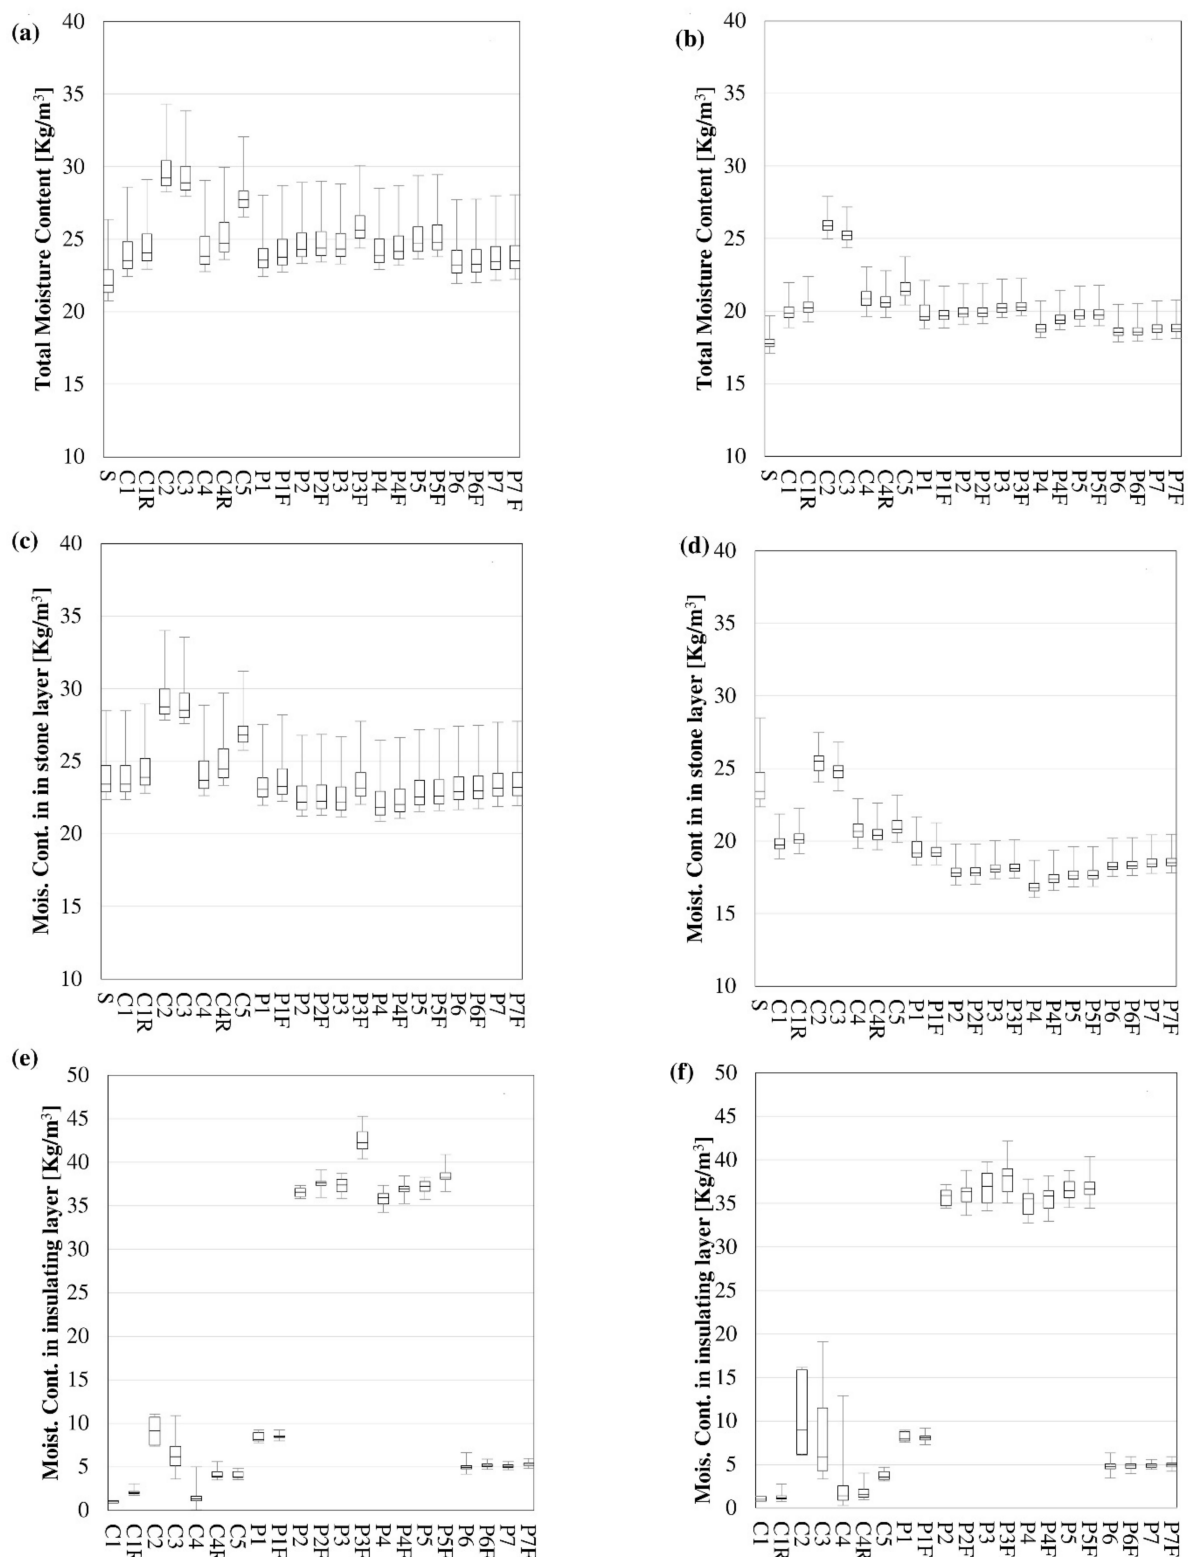 (a)
Total Moisture Content [Kg/m³]
40
35
30
25
20
15
10
S C1 C1R C2 C3 C4 C4R C5 P1 P1F P2 P2F P3 P3F P4 P4F P5 P5F P6 P6F P7 P7 F
(b)
Total Moisture Content [Kg/m³]
40
35
30
25
20
15
10
S C1 C1R C2 C3 C4 C4R C5 P1 P1F P2 P2F P3 P3F P4 P4F P5 P5F P6 P6F P7 P7F
(c)
Mois. Cont. in in stone layer [Kg/m³]
40
35
30
25
20
15
10
S C1 C1R C2 C3 C4 C4R C5 P1 P1F P2 P2F P3 P3F P4 P4F P5 P5F P6 P6F P7 P7F
(d)
Moist. Cont in in stone layer [Kg/m³]
40
35
30
25
20
15
10
S C1 C1R C2 C3 C4 C4R C5 P1 P1F P2 P2F P3 P3F P4 P4F P5 P5F P6 P6F P7 P7F
(e)
Moist. Cont. in insulating layer [Kg/m³]
50
45
40
35
30
25
20
15
10
5
0
C1 C1R C2 C3 C4 C4R C5 P1 P1F P2 P2F P3 P3F P4 P4F P5 P5F P6 P6F P7 P7F
(f)
Mois. Cont. in insulating layer [Kg/m³]
50
45
40
35
30
25
20
15
10
5
0
C1 C1R C2 C3 C4 C4R C5 P1 P1F P2 P2F P3 P3F P4 P4F P5 P5F P6 P6F P7 P7F